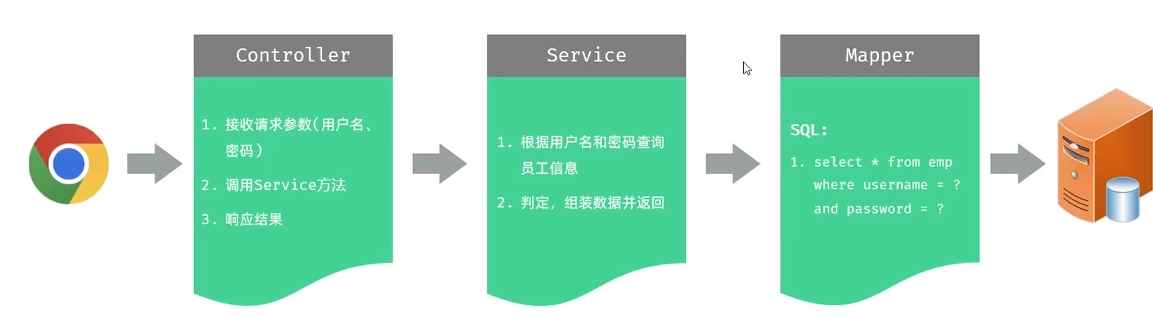 Controller
1. 接收请求参数(用户名、
密码)
2. 调用Service方法
3. 响应结果
Service
1. 根据用户名和密码查询
员工信息
2. 判定，组装数据并返回
Mapper
SQL:
1. select * from emp
where username = ?
and password = ?